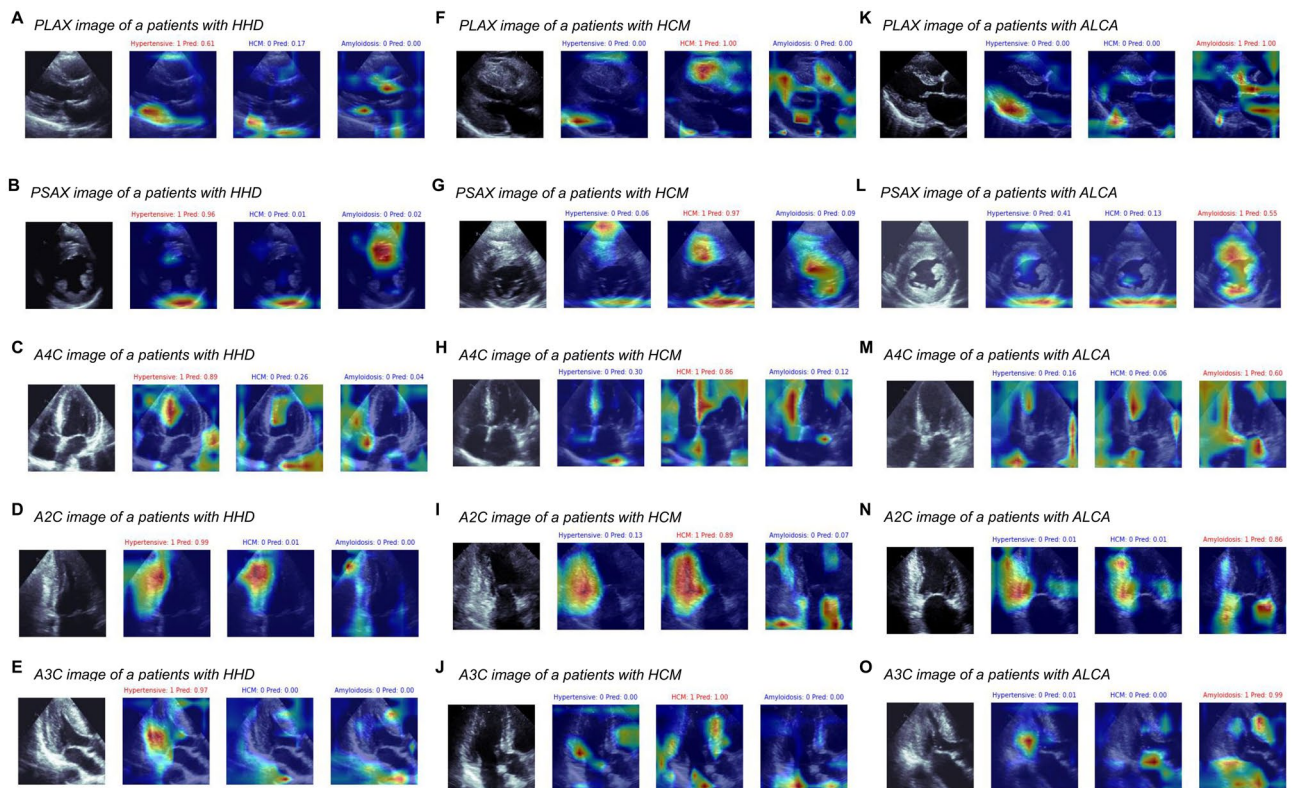 A PLAX image of a patients with HHD
Hypertensive: 1 Pred: 0.61 HCM: 0 Pred: 0.17 Amyloidosis: 0 Pred: 0.00
B PSAX image of a patients with HHD
Hypertensive: 1 Pred: 0.96 HCM: 0 Pred: 0.01 Amyloidosis: 0 Pred: 0.02
C A4C image of a patients with HHD
Hypertensive: 1 Pred: 0.89 HCM: 0 Pred: 0.26 Amyloidosis: 0 Pred: 0.04
D A2C image of a patients with HHD
Hypertensive: 1 Pred: 0.99 HCM: 0 Pred: 0.01 Amyloidosis: 0 Pred: 0.00
E A3C image of a patients with HHD
Hypertensive: 1 Pred: 0.97 HCM: 0 Pred: 0.00 Amyloidosis: 0 Pred: 0.00
F PLAX image of a patients with HCM
Hypertensive: 0 Pred: 0.00 HCM: 1 Pred: 1.00 Amyloidosis: 0 Pred: 0.00
G PSAX image of a patients with HCM
Hypertensive: 0 Pred: 0.06 HCM: 1 Pred: 0.97 Amyloidosis: 0 Pred: 0.09
H A4C image of a patients with HCM
Hypertensive: 0 Pred: 0.30 HCM: 1 Pred: 0.86 Amyloidosis: 0 Pred: 0.12
I A2C image of a patients with HCM
Hypertensive: 0 Pred: 0.13 HCM: 1 Pred: 0.89 Amyloidosis: 0 Pred: 0.07
J A3C image of a patients with HCM
Hypertensive: 0 Pred: 0.00 HCM: 1 Pred: 1.00 Amyloidosis: 0 Pred: 0.00
K PLAX image of a patients with ALCA
Hypertensive: 0 Pred: 0.00 HCM: 0 Pred: 0.00 Amyloidosis: 1 Pred: 1.00
L PSAX image of a patients with ALCA
Hypertensive: 0 Pred: 0.41 HCM: 0 Pred: 0.13 Amyloidosis: 1 Pred: 0.55
M A4C image of a patients with ALCA
Hypertensive: 0 Pred: 0.16 HCM: 0 Pred: 0.06 Amyloidosis: 1 Pred: 0.60
N A2C image of a patients with ALCA
Hypertensive: 0 Pred: 0.01 HCM: 0 Pred: 0.01 Amyloidosis: 1 Pred: 0.86
O A3C image of a patients with ALCA
Hypertensive: 0 Pred: 0.01 HCM: 0 Pred: 0.00 Amyloidosis: 1 Pred: 0.99